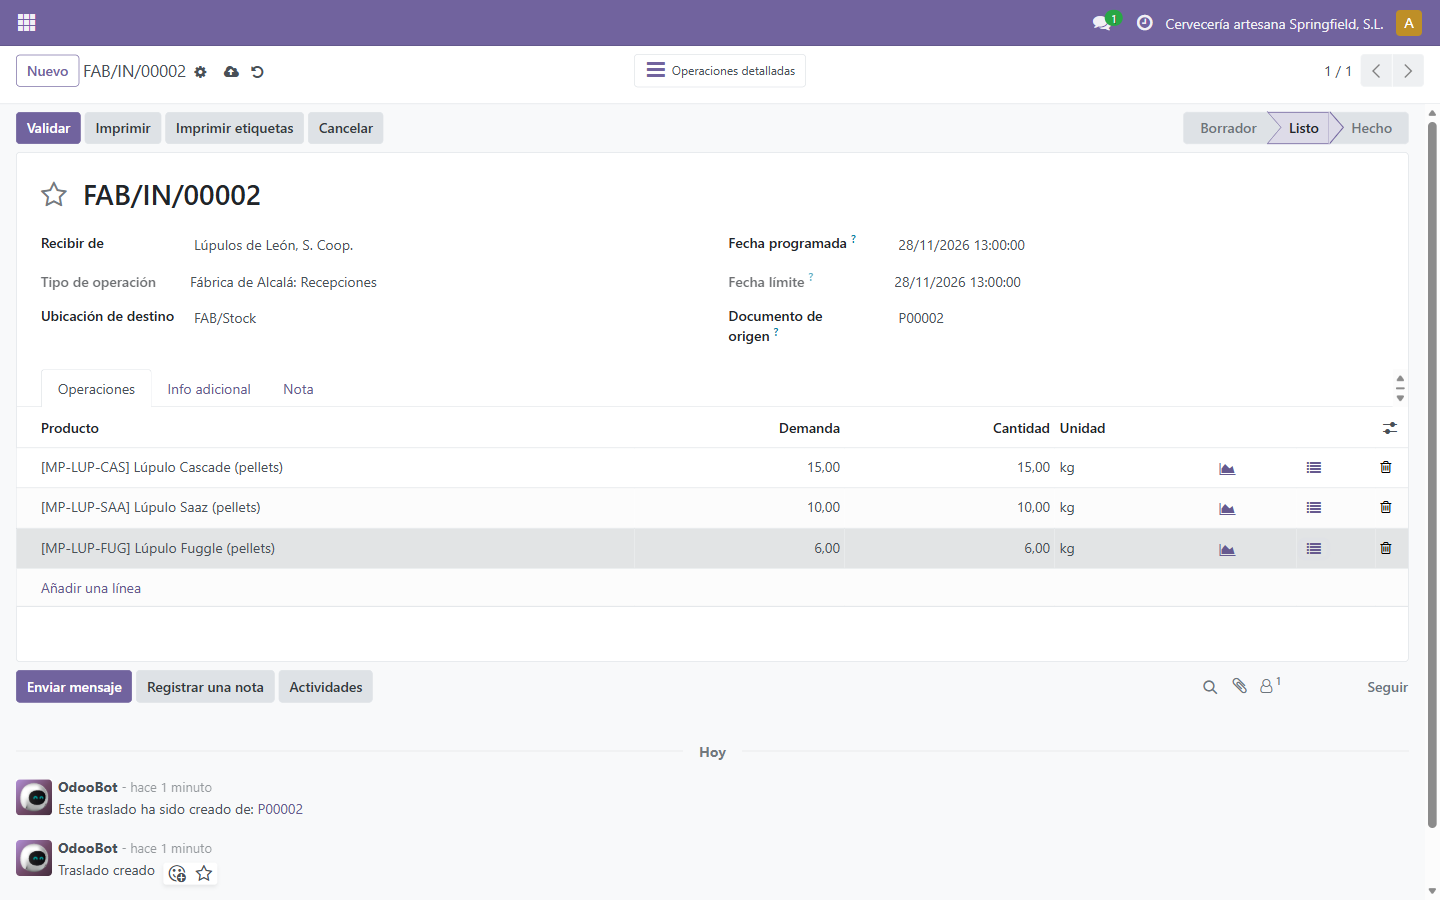 1
Cervecería artesana Springfield, S.L.
A
Nuevo
FAB/IN/00002
Operaciones detalladas
1 / 1
Validar
Imprimir
Imprimir etiquetas
Cancelar
Borrador
Listo
Hecho
FAB/IN/00002
Recibir de
Lúpulos de León, S. Coop.
Fecha programada ?
28/11/2026 13:00:00
Tipo de operación
Fábrica de Alcalá: Recepciones
Fecha límite ?
28/11/2026 13:00:00
Ubicación de destino
FAB/Stock
Documento de
origen ?
P00002
Operaciones
Info adicional
Nota
Producto Demanda Cantidad Unidad
[MP-LUP-CAS] Lúpulo Cascade (pellets) 15,00 15,00 kg
[MP-LUP-SAA] Lúpulo Saaz (pellets) 10,00 10,00 kg
[MP-LUP-FUG] Lúpulo Fuggle (pellets) 6,00 6,00 kg
Añadir una línea
Enviar mensaje
Registrar una nota
Actividades
1
Seguir
Hoy
OdooBot - hace 1 minuto
Este traslado ha sido creado de: P00002
OdooBot - hace 1 minuto
Traslado creado